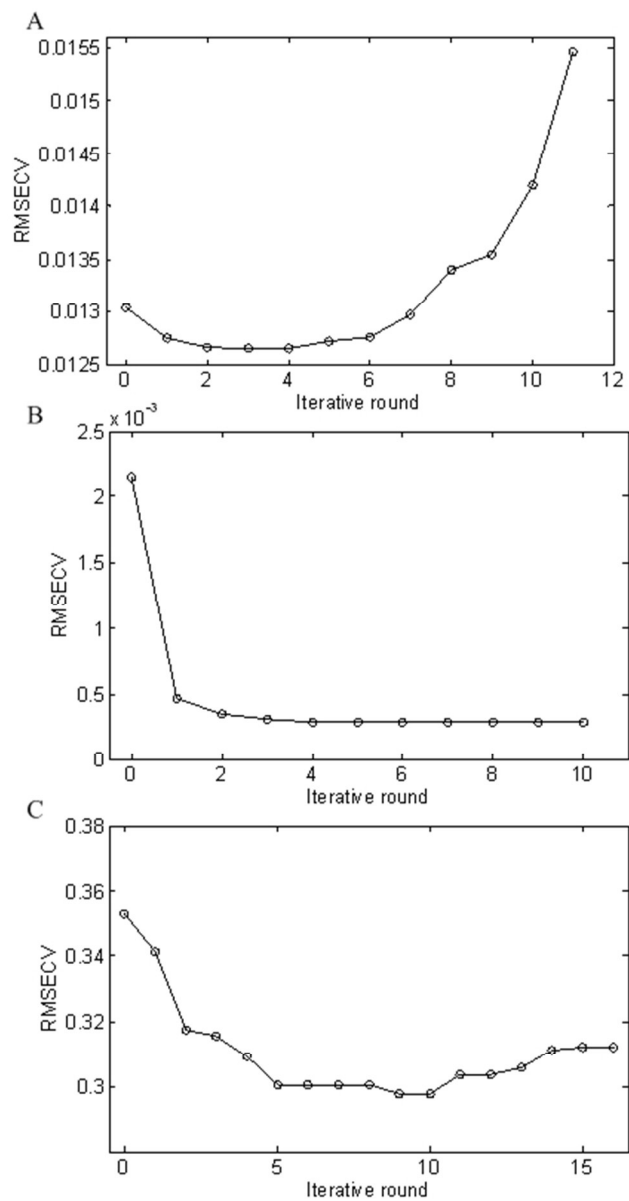 A
0.0155
0.015
0.0145
0.014
0.0135
0.013
0.0125
RMSECV
0 2 4 6 8 10 12
Iterative round
B
x 10-3
2.5
2
1.5
1
0.5
0
RMSECV
0 2 4 6 8 10
Iterative round
C
0.38
0.36
0.34
0.32
0.3
RMSECV
0 5 10 15
Iterative round